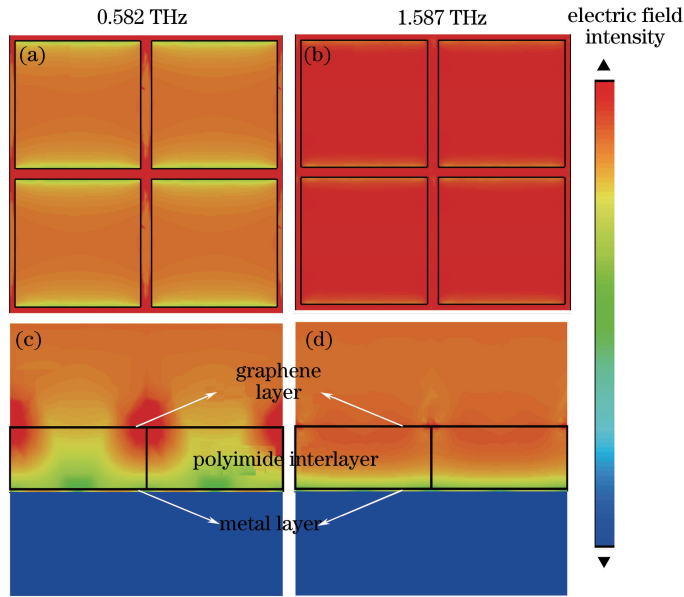 0.582 THz
1.587 THz
electric field
intensity
(a)
(b)
(c)
(d)
graphene
layer
polyimide interlayer
metal layer